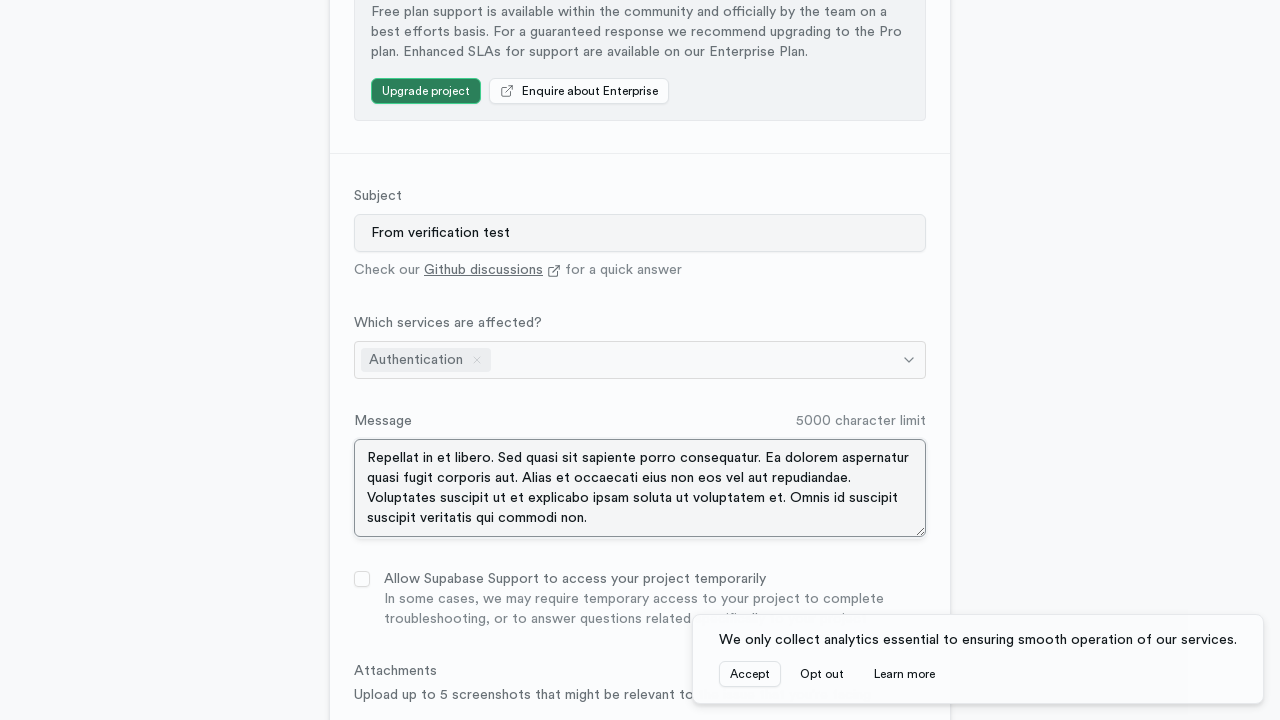 Free plan support is available within the community and officially by the team on a
best efforts basis. For a guaranteed response we recommend upgrading to the Pro
plan. Enhanced SLAs for support are available on our Enterprise Plan.
Upgrade project
Enquire about Enterprise
Subject
From verification test
Check our Github discussions for a quick answer
Which services are affected?
Authentication
Message
5000 character limit
Repellat in et libero. Sed quasi sit sapiente porro consequatur. Ea dolorem aspernatur
quasi fugit corporis aut. Alias et occaecati eius non eos vel aut repudiandae.
Voluptates suscipit ut et explicabo ipsam soluta ut voluptatem et. Omnis id suscipit
suscipit veritatis qui commodi non.
Allow Supabase Support to access your project temporarily
In some cases, we may require temporary access to your project to complete
troubleshooting, or to answer questions related
Attachments
Upload up to 5 screenshots that might be relevant to
We only collect analytics essential to ensuring smooth operation of our services.
Accept
Opt out
Learn more